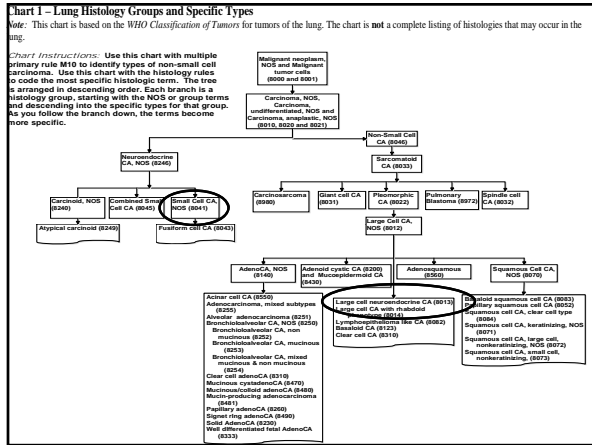 Chart 1 – Lung Histology Groups and Specific Types
Note: This chart is based on the WHO Classification of Tumors for tumors of the lung. The chart is not a complete listing of histologies that may occur in the
lung.
Chart Instructions: Use this chart with multiple
primary rule M10 to identify types of non-small cell
carcinoma. Use this chart with the histology rules
to code the most specific histologic term. The tree
is arranged in descending order. Each branch is a
histology group, starting with the NOS or group terms
and descending into the specific types for that group.
As you follow the branch down, the terms become
more specific.
Malignant neoplasm,
NOS and Malignant
tumor cells
(8000 and 8001)
Carcinoma, NOS,
Carcinoma,
undifferentiated, NOS and
Carcinoma, anaplastic, NOS
(8010, 8020 and 8021)
Neuroendocrine
CA, NOS (8246)
Non-Small Cell
CA (8046)
Sarcomatoid
CA (8033)
Carcinoid, NOS
(8240)
Combined Small
Cell CA (8045)
Small Cell CA,
NOS (8041)
Atypical carcinoid (8249)
Fusiform cell CA (8043)
Carcinosarcoma
(8980)
Giant cell CA
(8031)
Pleomorphic
CA (8022)
Pulmonary
Blastoma (8972)
Spindle cell
CA (8032)
Large Cell CA,
NOS (8012)
AdenoCA, NOS
(8140)
Adenoid cystic CA (8200)
and Mucoepidermoid CA
(8430)
Adenosquamous
(8560)
Squamous Cell CA,
NOS (8070)
Acinar cell CA (8550)
Adenocarcinoma, mixed subtypes
(8255)
Alveolar adenocarcinoma (8251)
Bronchioloalveolar CA, NOS (8250)
Bronchioloalveolar CA, non
mucinous (8252)
Bronchioloalveolar CA, mucinous
(8253)
Bronchioloalveolar CA, mixed
mucinous & non mucinous
(8254)
Clear cell adenoCA (8310)
Mucinous cystadenoCA (8470)
Mucinous/colloid adenoCA (8480)
Mucin-producing adenocarcinoma
(8481)
Papillary adenoCA (8260)
Signet ring adenoCA (8490)
Solid AdenoCA (8230)
Well differentiated fetal AdenoCA
(8333)
Large cell neuroendocrine CA (8013)
Large cell CA with rhabdoid
(8014)
Lymphoepithelioma like CA (8082)
Basaloid CA (8123)
Clear cell CA (8310)
Basaloid squamous cell CA (8083)
Papillary squamous cell CA (8052)
Squamous cell CA, clear cell type
(8084)
Squamous cell CA, keratinizing, NOS
(8071)
Squamous cell CA, large cell,
nonkeratinizing, NOS (8072)
Squamous cell CA, small cell,
nonkeratinizing, (8073)